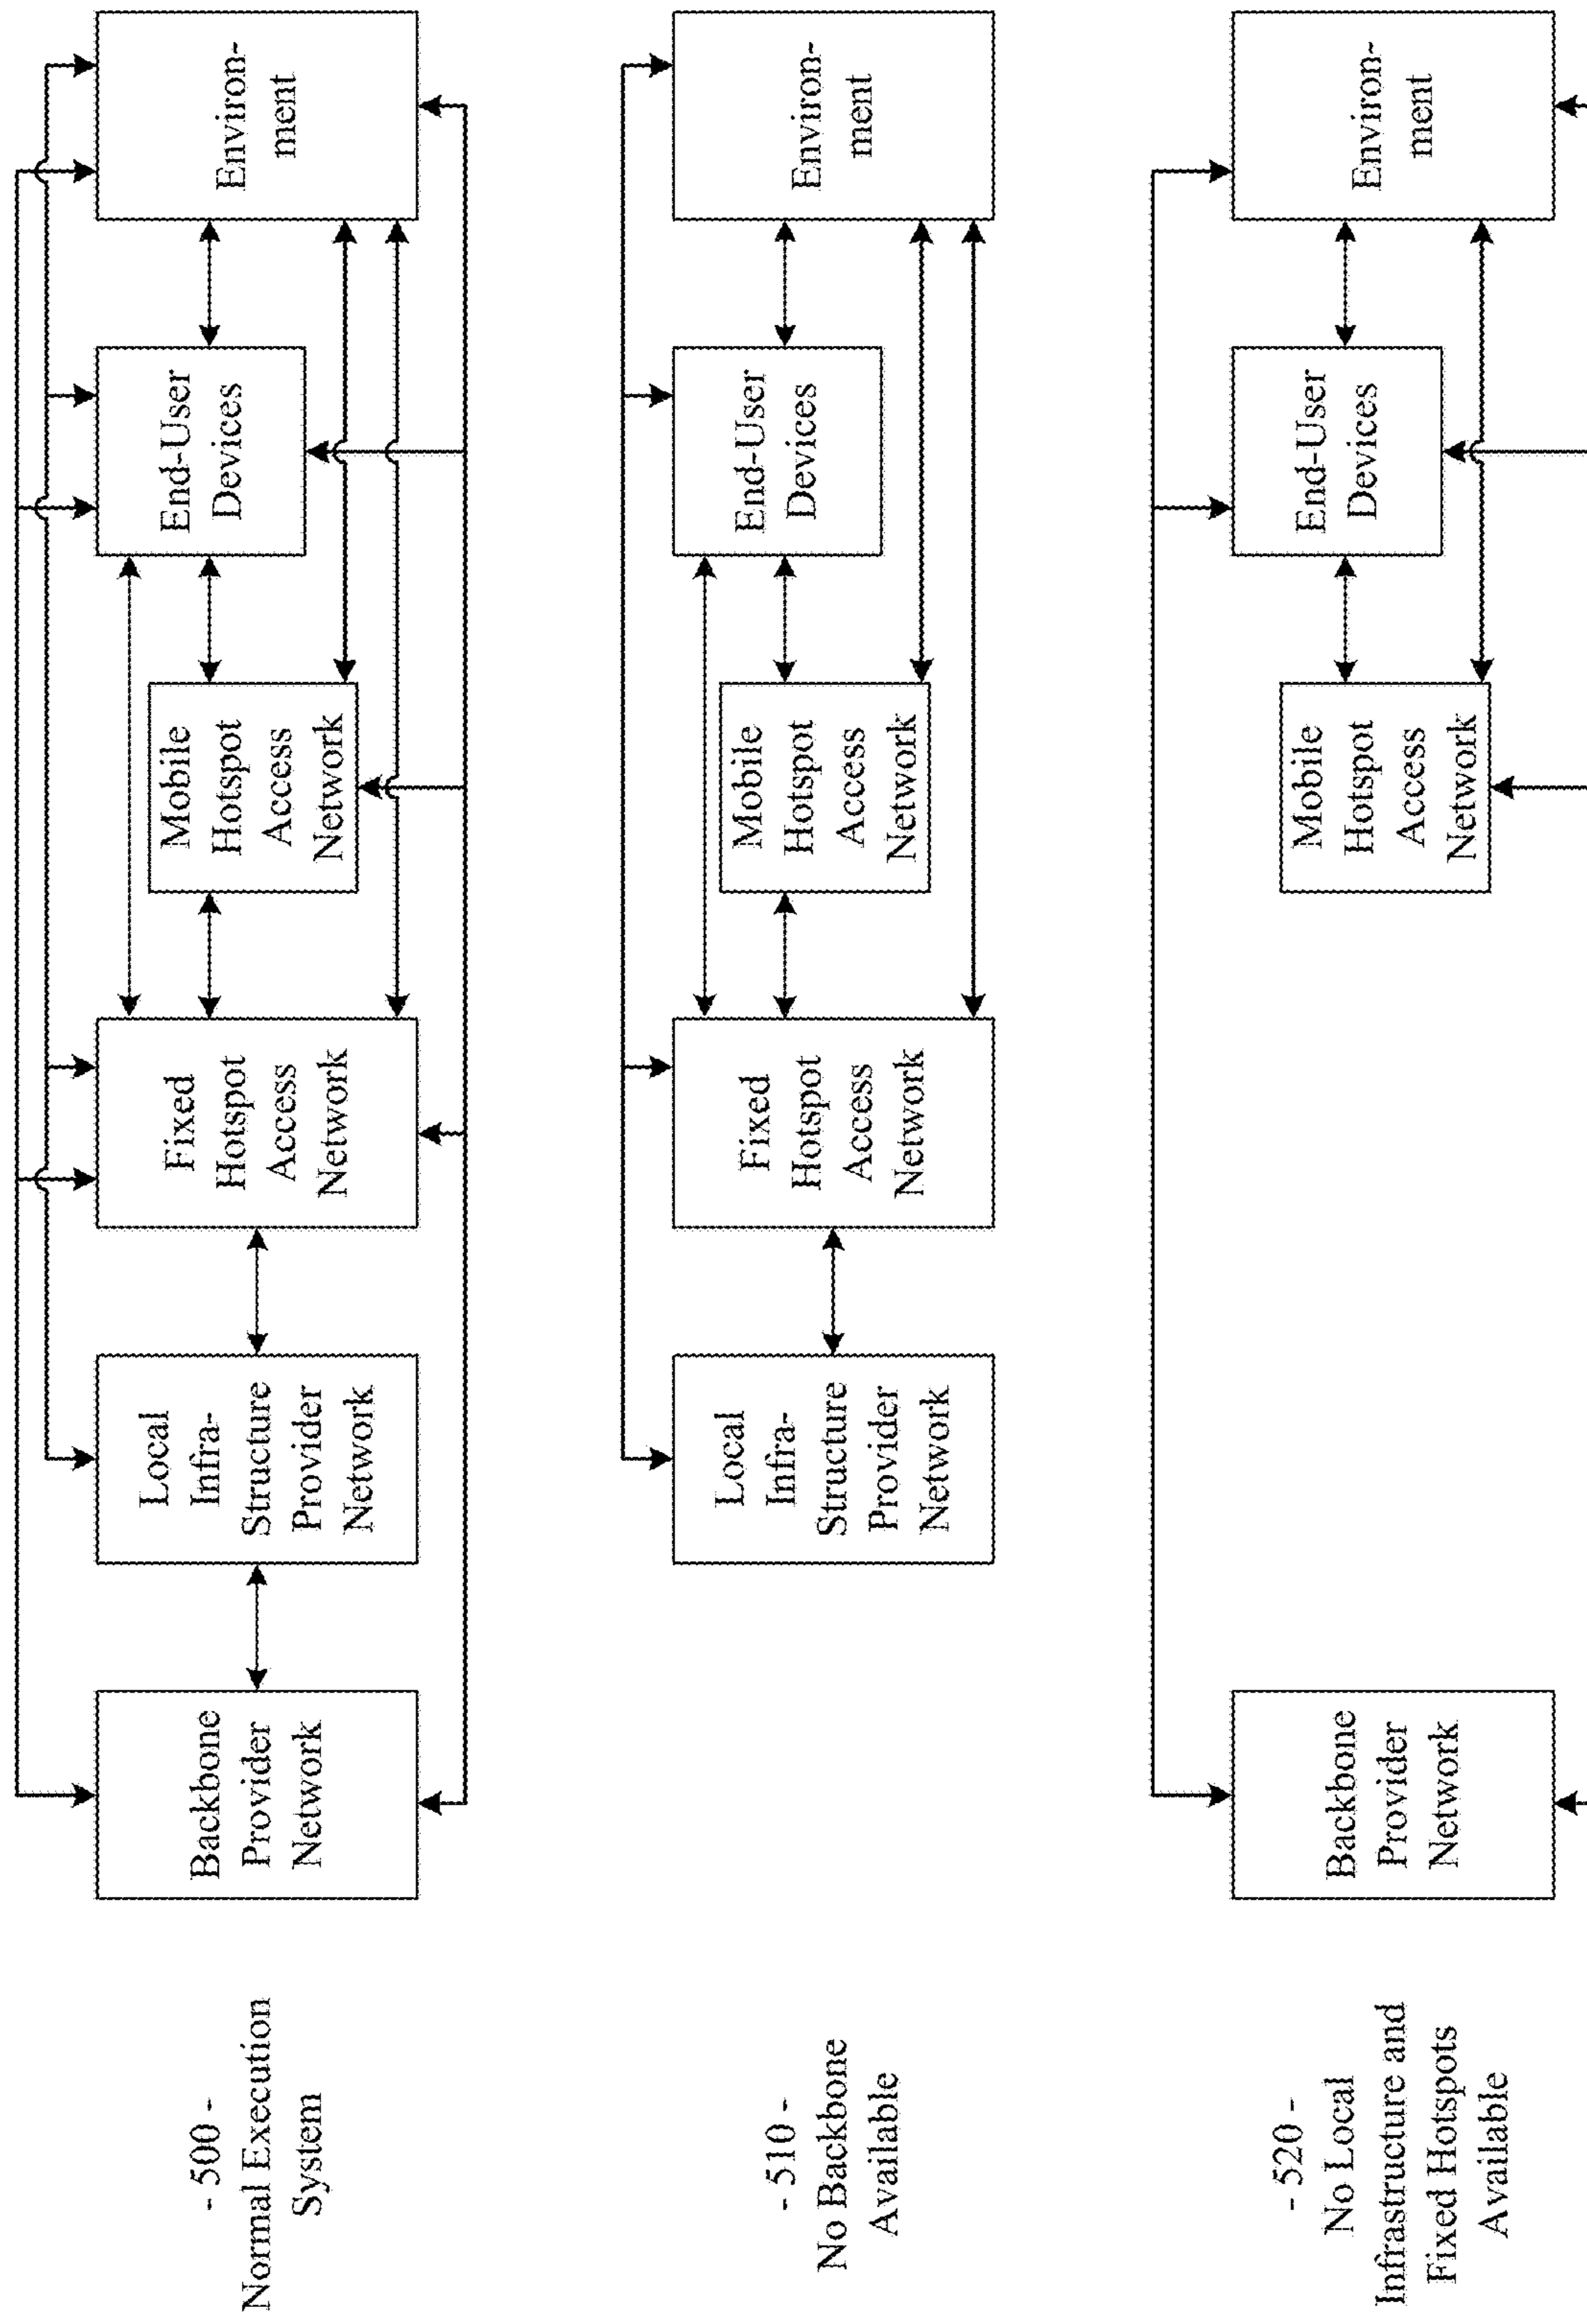 - 500 -
Normal Execution
System
Backbone
Provider
Network
Local
Infra-
Structure
Provider
Network
Fixed
Hotspot
Access
Network
Mobile
Hotspot
Access
Network
End-User
Devices
Environ-
ment
- 510 -
No Backbone
Available
Local
Infra-
Structure
Provider
Network
Fixed
Hotspot
Access
Network
Mobile
Hotspot
Access
Network
End-User
Devices
Environ-
ment
- 520 -
No Local
Infrastructure and
Fixed Hotspots
Available
Backbone
Provider
Network
Mobile
Hotspot
Access
Network
End-User
Devices
Environ-
ment